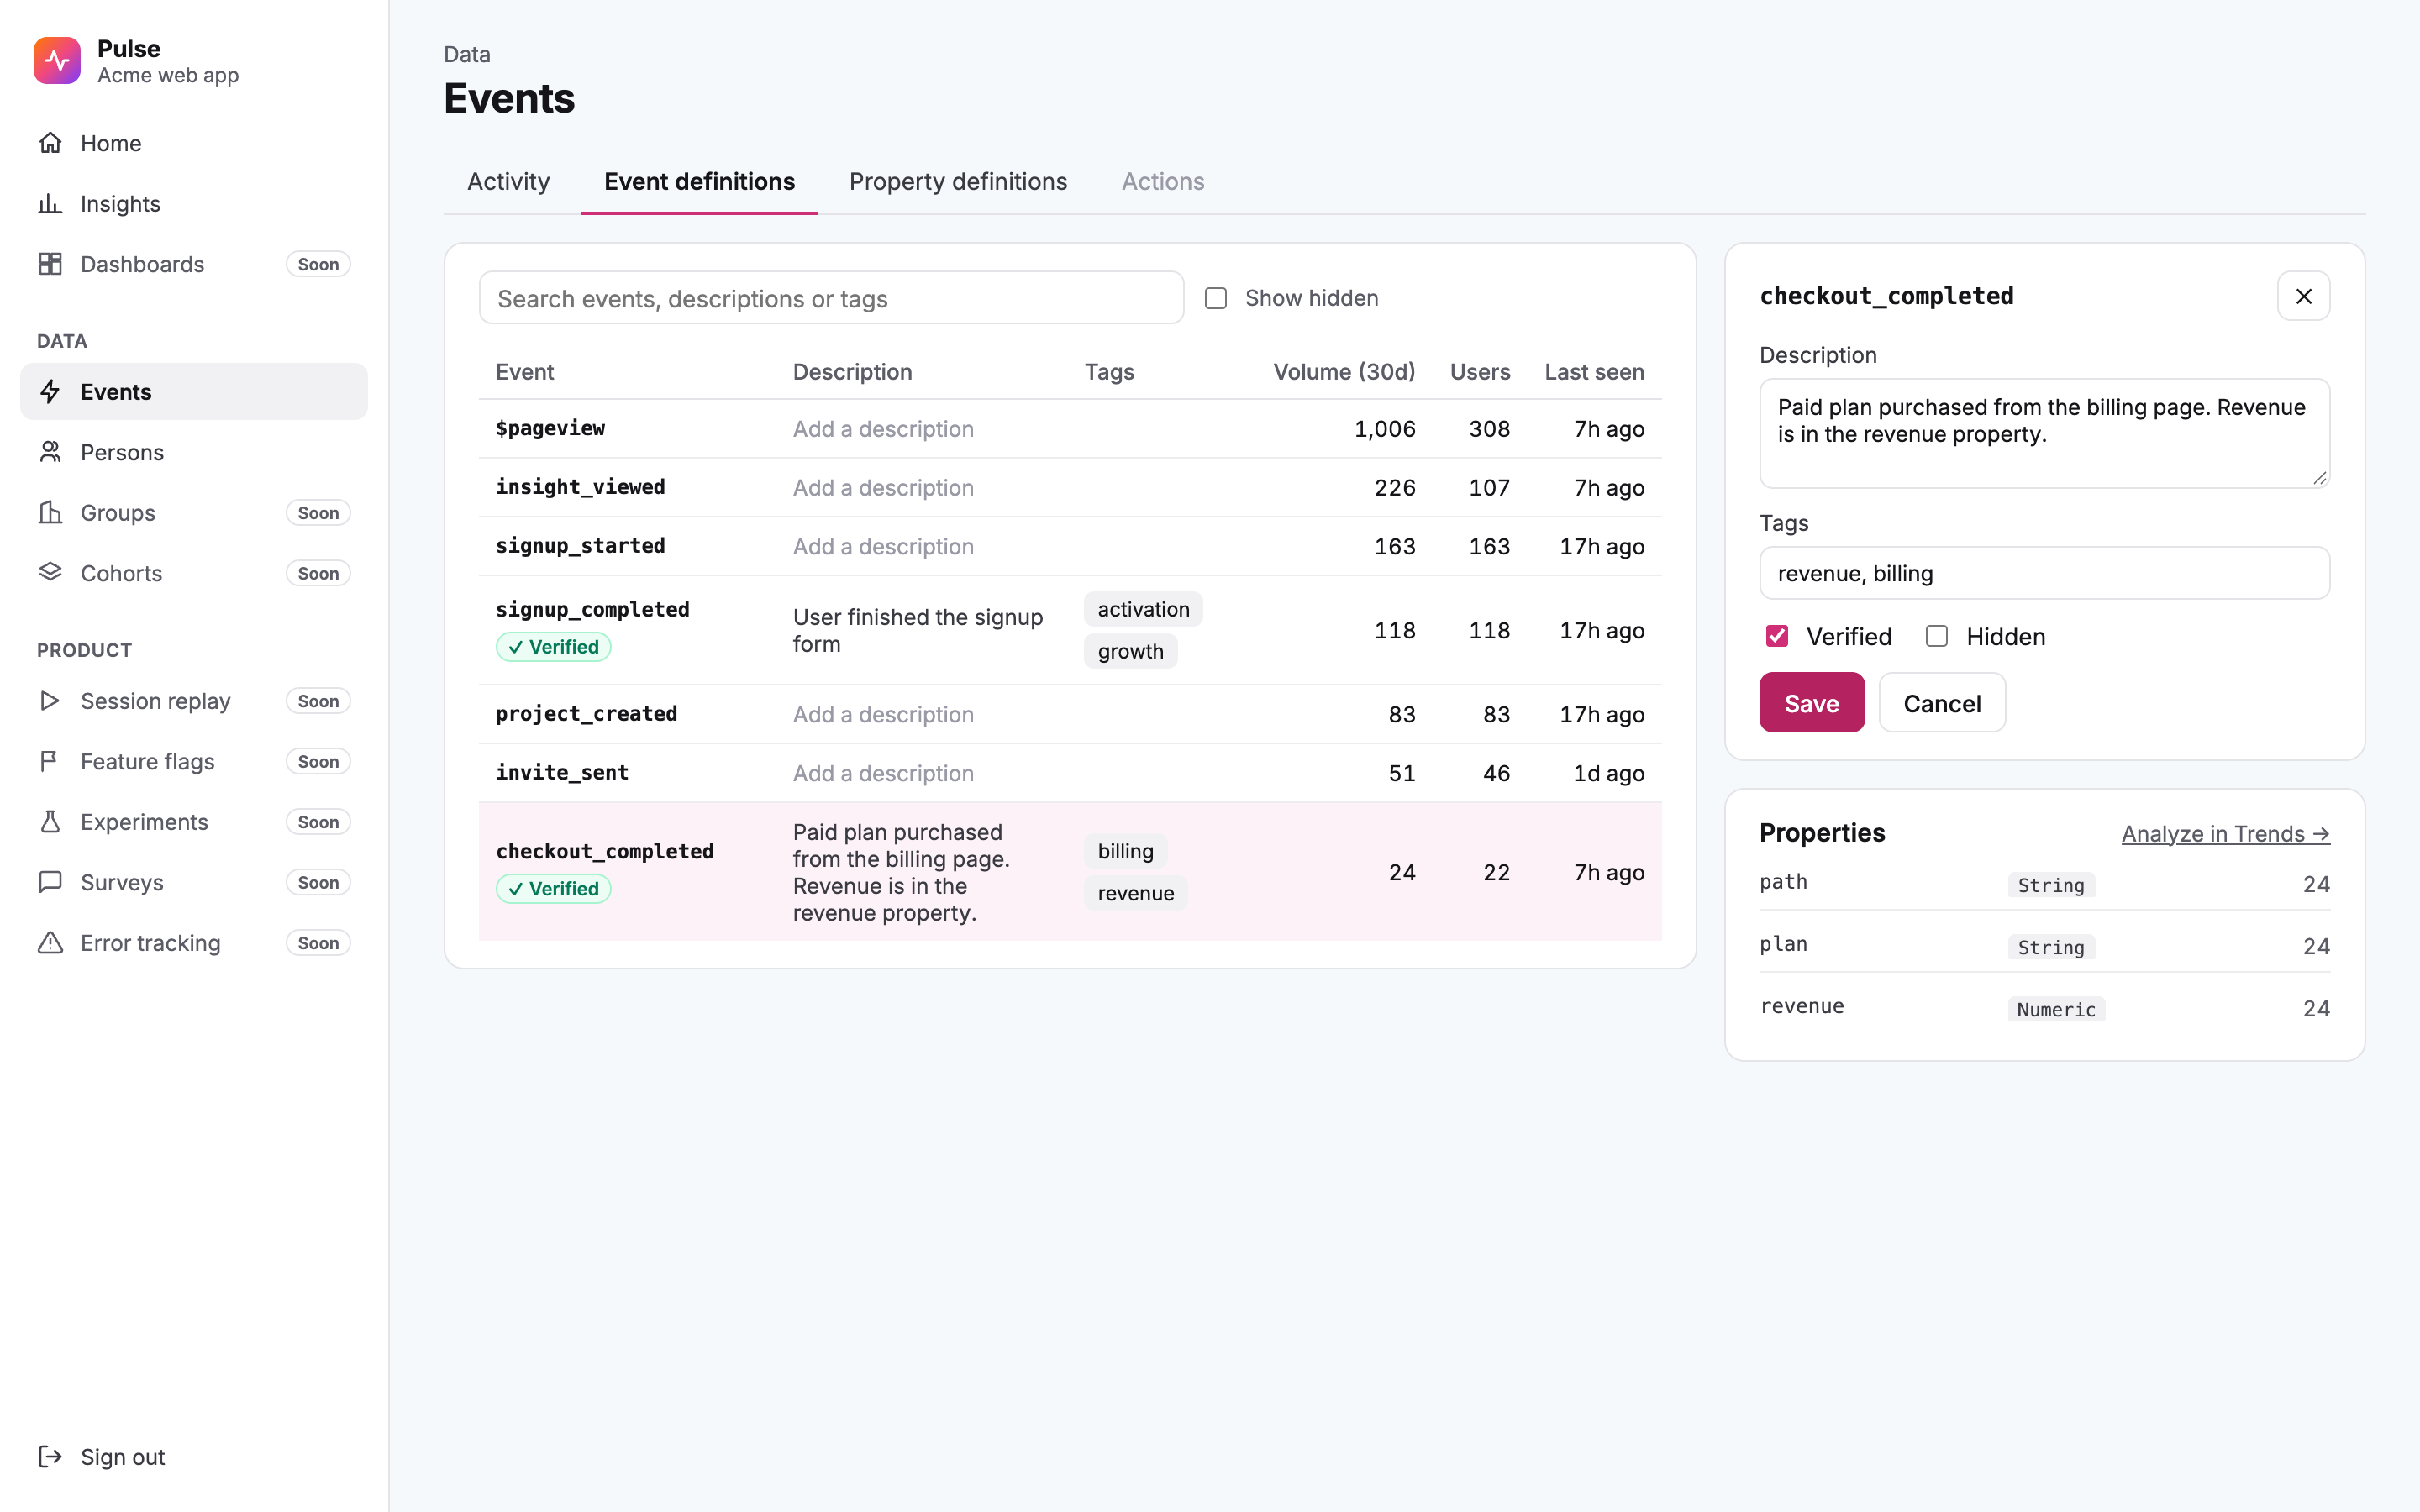 Pulse
Acme web app
Home
Insights
Dashboards Soon
DATA
Events
Persons
Groups Soon
Cohorts Soon
PRODUCT
Session replay Soon
Feature flags Soon
Experiments Soon
Surveys Soon
Error tracking Soon
Sign out
Data
Events
Activity Event definitions Property definitions Actions
Search events, descriptions or tags Show hidden
Event Description Tags Volume (30d) Users Last seen
$pageview Add a description 1,006 308 7h ago
insight_viewed Add a description 226 107 7h ago
signup_started Add a description 163 163 17h ago
signup_completed User finished the signup activation
✓ Verified form growth 118 118 17h ago
project_created Add a description 83 83 17h ago
invite_sent Add a description 51 46 1d ago
checkout_completed Paid plan purchased billing
from the billing page.
✓ Verified Revenue is in the revenue 24 22 7h ago
revenue property.
checkout_completed
Description
Paid plan purchased from the billing page. Revenue
is in the revenue property.
Tags
revenue, billing
Verified Hidden
Save Cancel
Properties Analyze in Trends →
path String 24
plan String 24
revenue Numeric 24